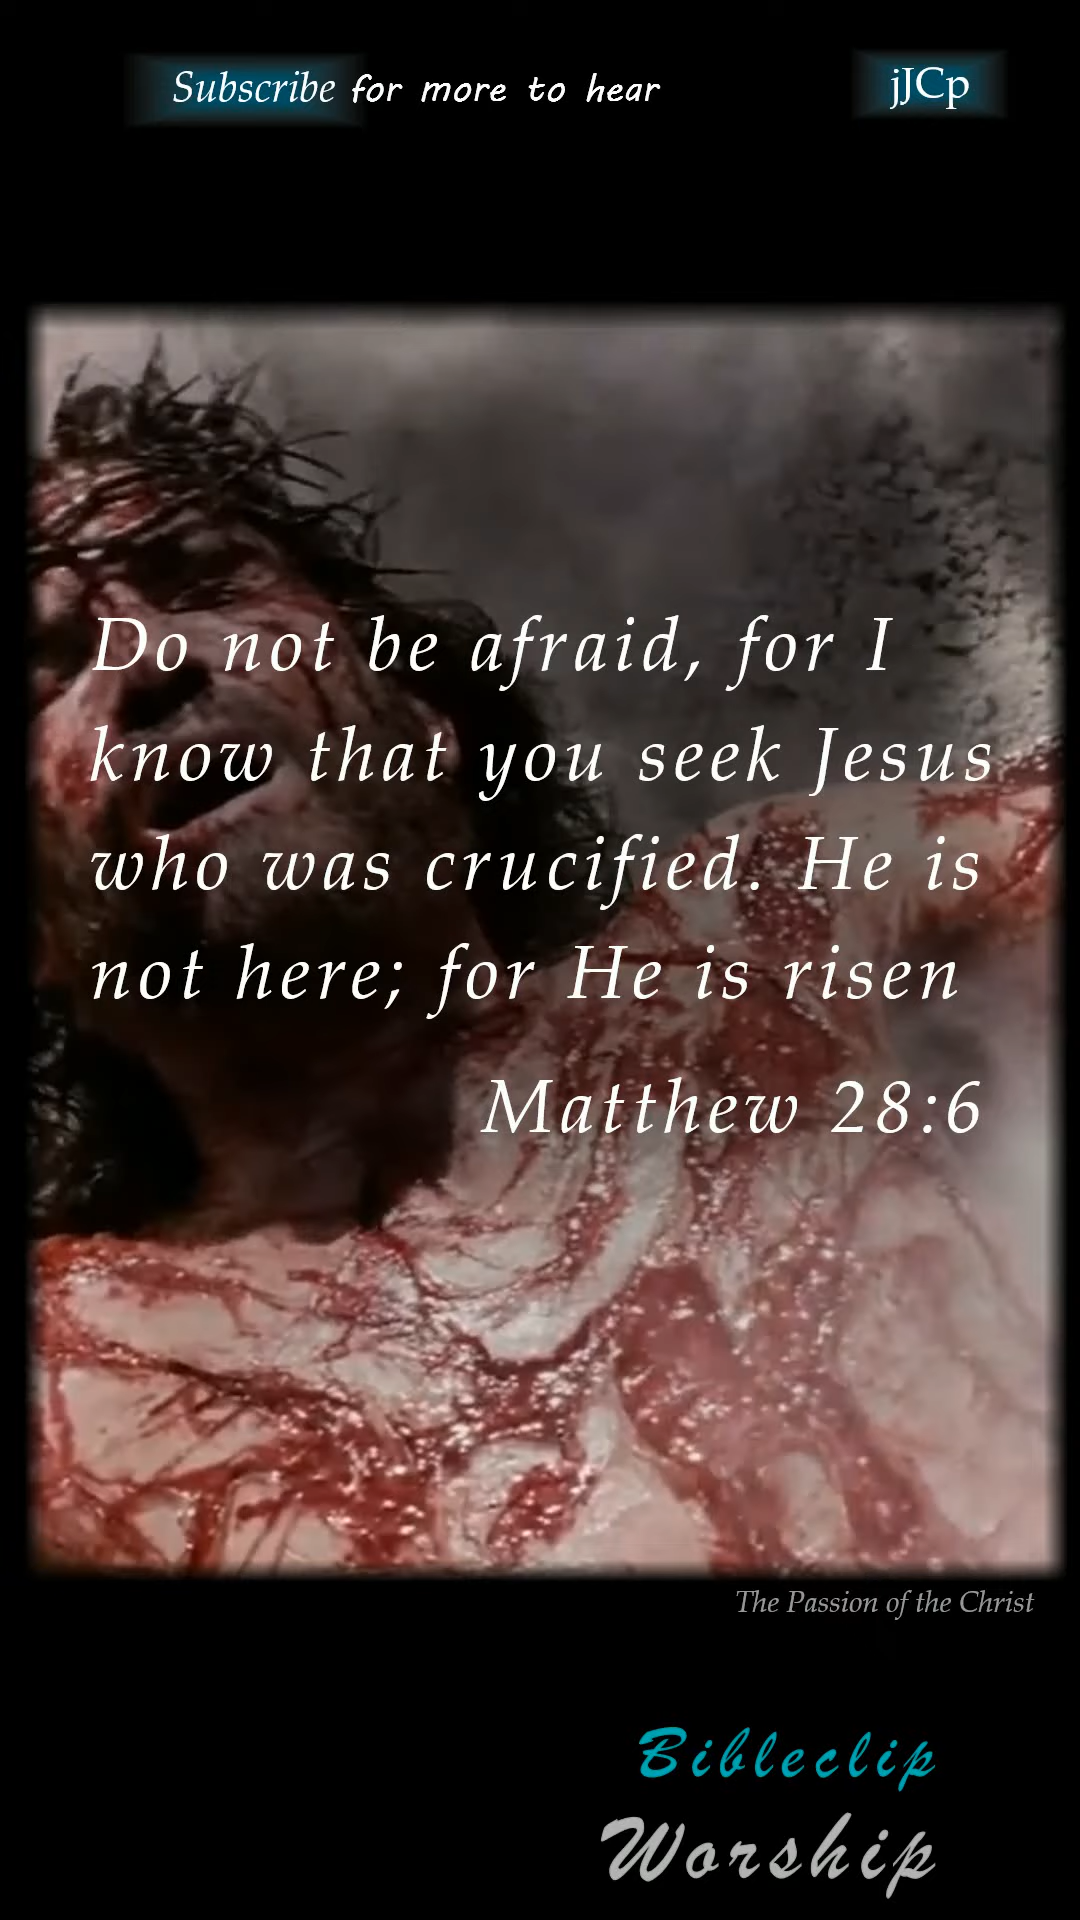 Subscribe for more to hear
jJCp
Do not be afraid, for I
know that you seek Jesus
who was crucified. He is
not here; for He is risen
Matthew 28:6
The Passion of the Christ
Bibleclip
Worship